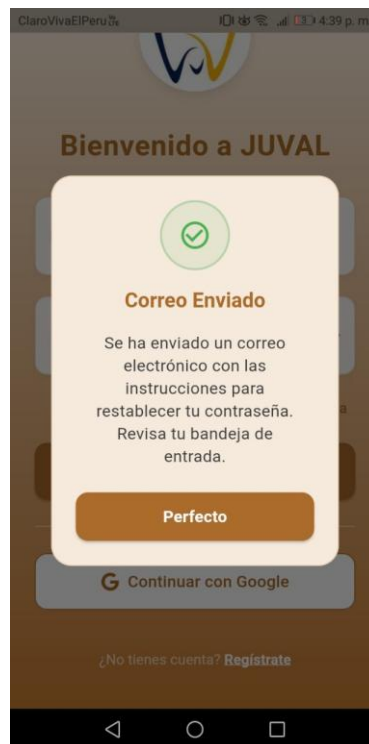 ClaroVivaElPeru 4:39 p. m
Bienvenido a JUVAL
Correo Enviado
Se ha enviado un correo
electrónico con las
instrucciones para
restablecer tu contraseña.
Revisa tu bandeja de
entrada.
a
Perfecto
G Continuar con Google
¿No tienes cuenta? Regístrate